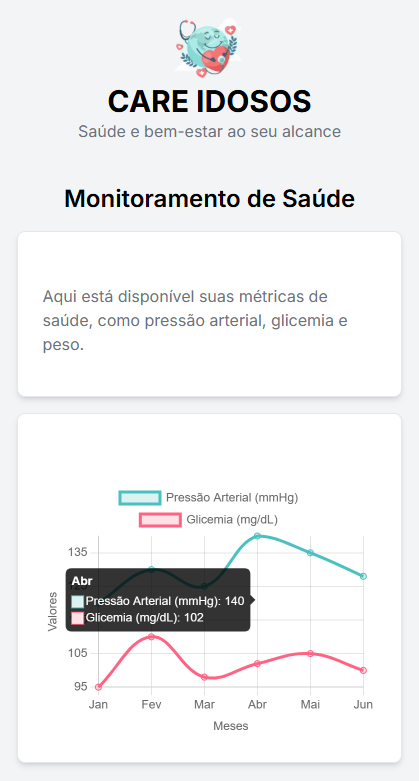 CARE IDOSOS
Saúde e bem-estar ao seu alcance
Monitoramento de Saúde
Aqui está disponível suas métricas de
saúde, como pressão arterial, glicemia e
peso.
Pressão Arterial (mmHg)
Glicemia (mg/dL)
Valores
135
125
Abr
Pressão Arterial (mmHg): 140
Glicemia (mg/dL): 102
105
95
Jan Fev Mar Abr Mai Jun
Meses